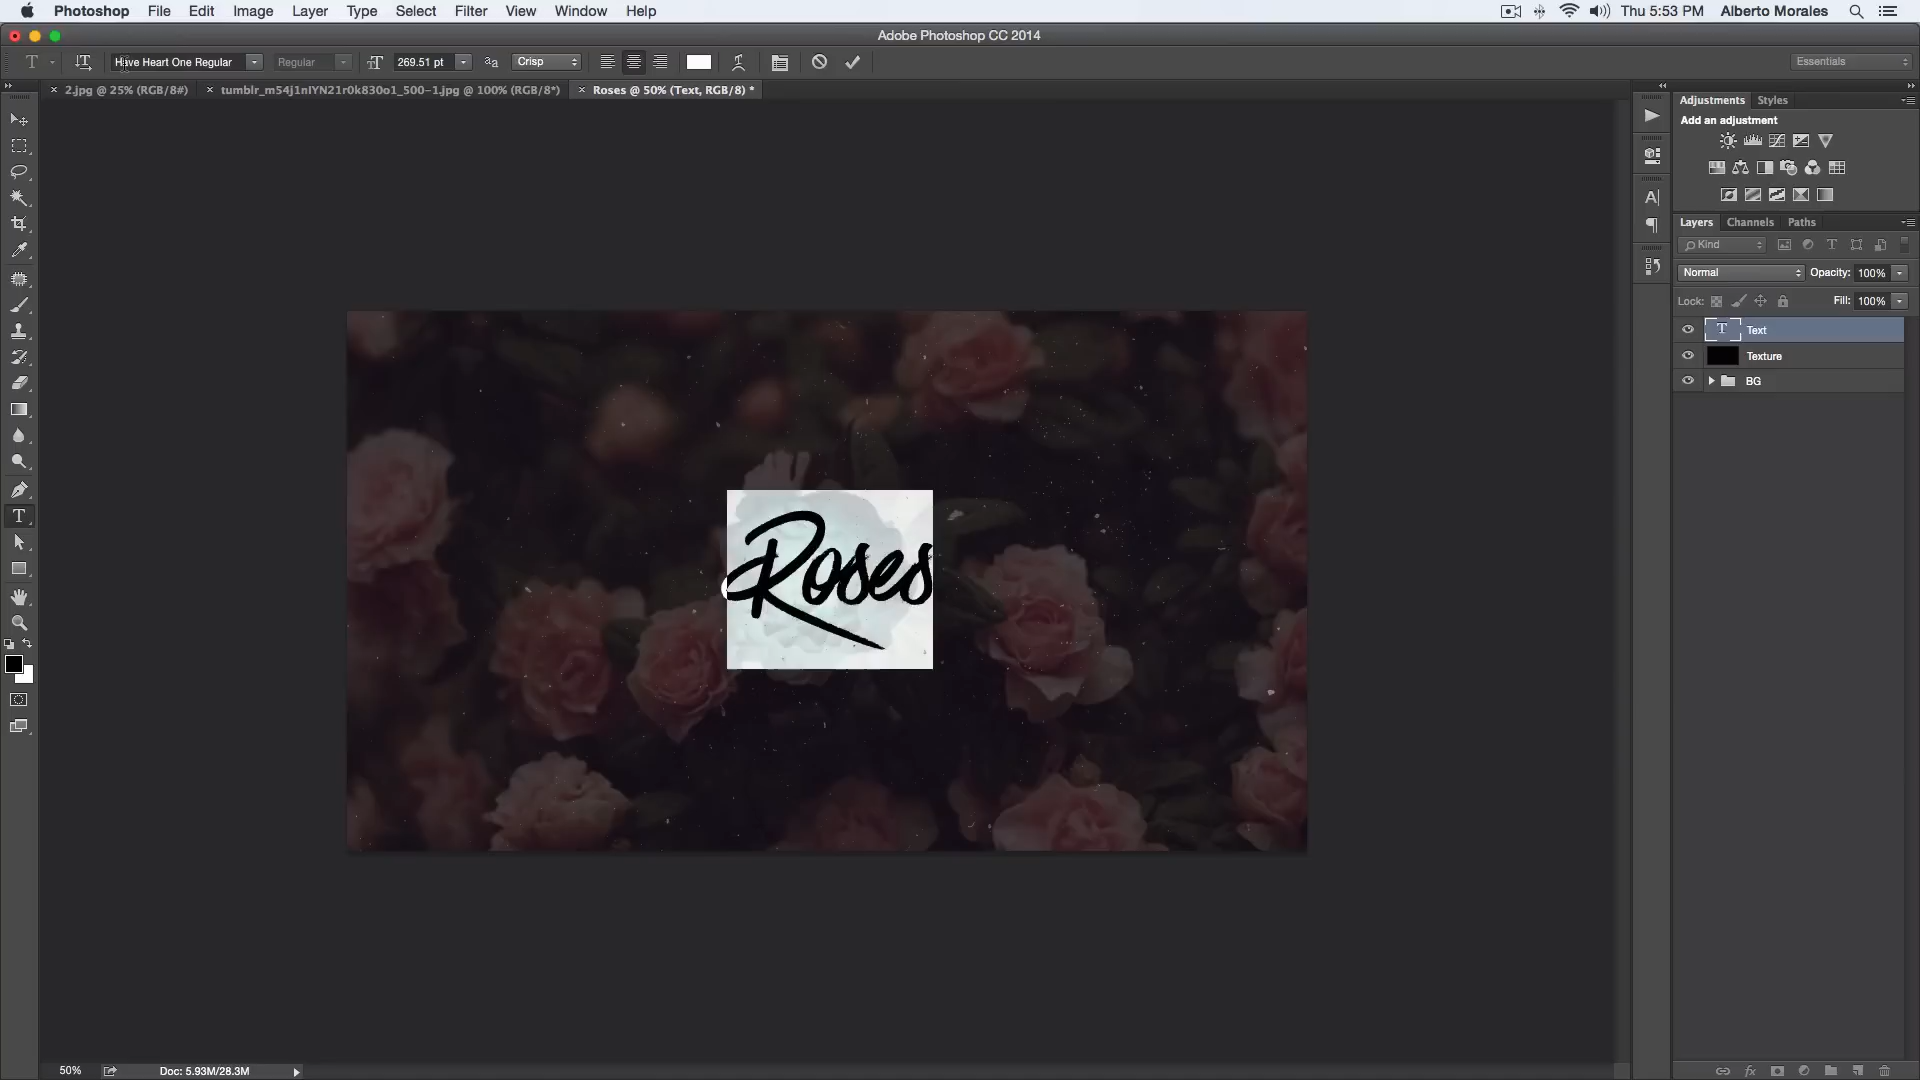 Photoshop File Edit Image Layer Type Select Filter View Window Help Thu 5:53 PM Alberto Morales
Adobe Photoshop CC 2014
T Have Heart One Regular Regular 269.51 pt aa Crisp Essentials
2.jpg @ 25% (RGB/8#) tumblr_m54j1nIYN21r0k830o1_500-1.jpg @ 100% (RGB/8*) Roses @ 50% (Text, RGB/8) *
Adjustments Styles
Add an adjustment
Layers Channels Paths
Kind
Normal Opacity: 100%
Lock: Fill: 100%
T Text
Texture
BG
Roses
50% Doc: 5.93M/28.3M